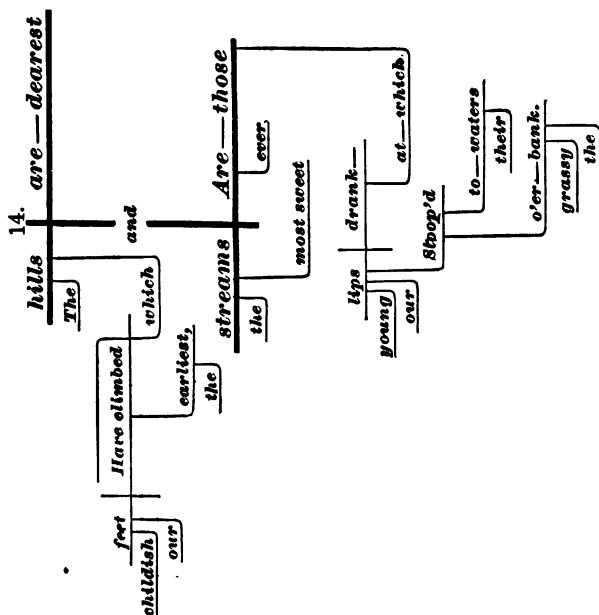 14.
hills are—dearest
The
which
feet Have climbed
childish
our
earliest,
the
and
streams Are—those
the
most sweet
ever,
at—which
lips drank—
young
our
Stoop'd
to—waters
their
o'er—bank.
grassy
the